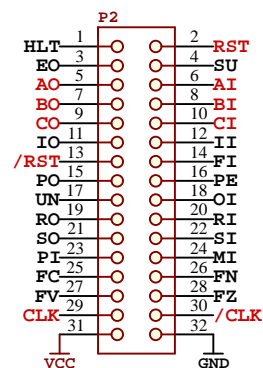 P2
HLT 1 2 RST
EO 3 4 SU
AO 5 6 AI
BO 7 8 BI
CO 9 10 CI
IO 11 12 II
/RST 13 14 FI
PO 15 16 PE
UN 17 18 OI
RO 19 20 RI
SO 21 22 SI
PI 23 24 MI
FC 25 26 FN
FV 27 28 FZ
CLK 29 30 /CLK
31 32
VCC GND